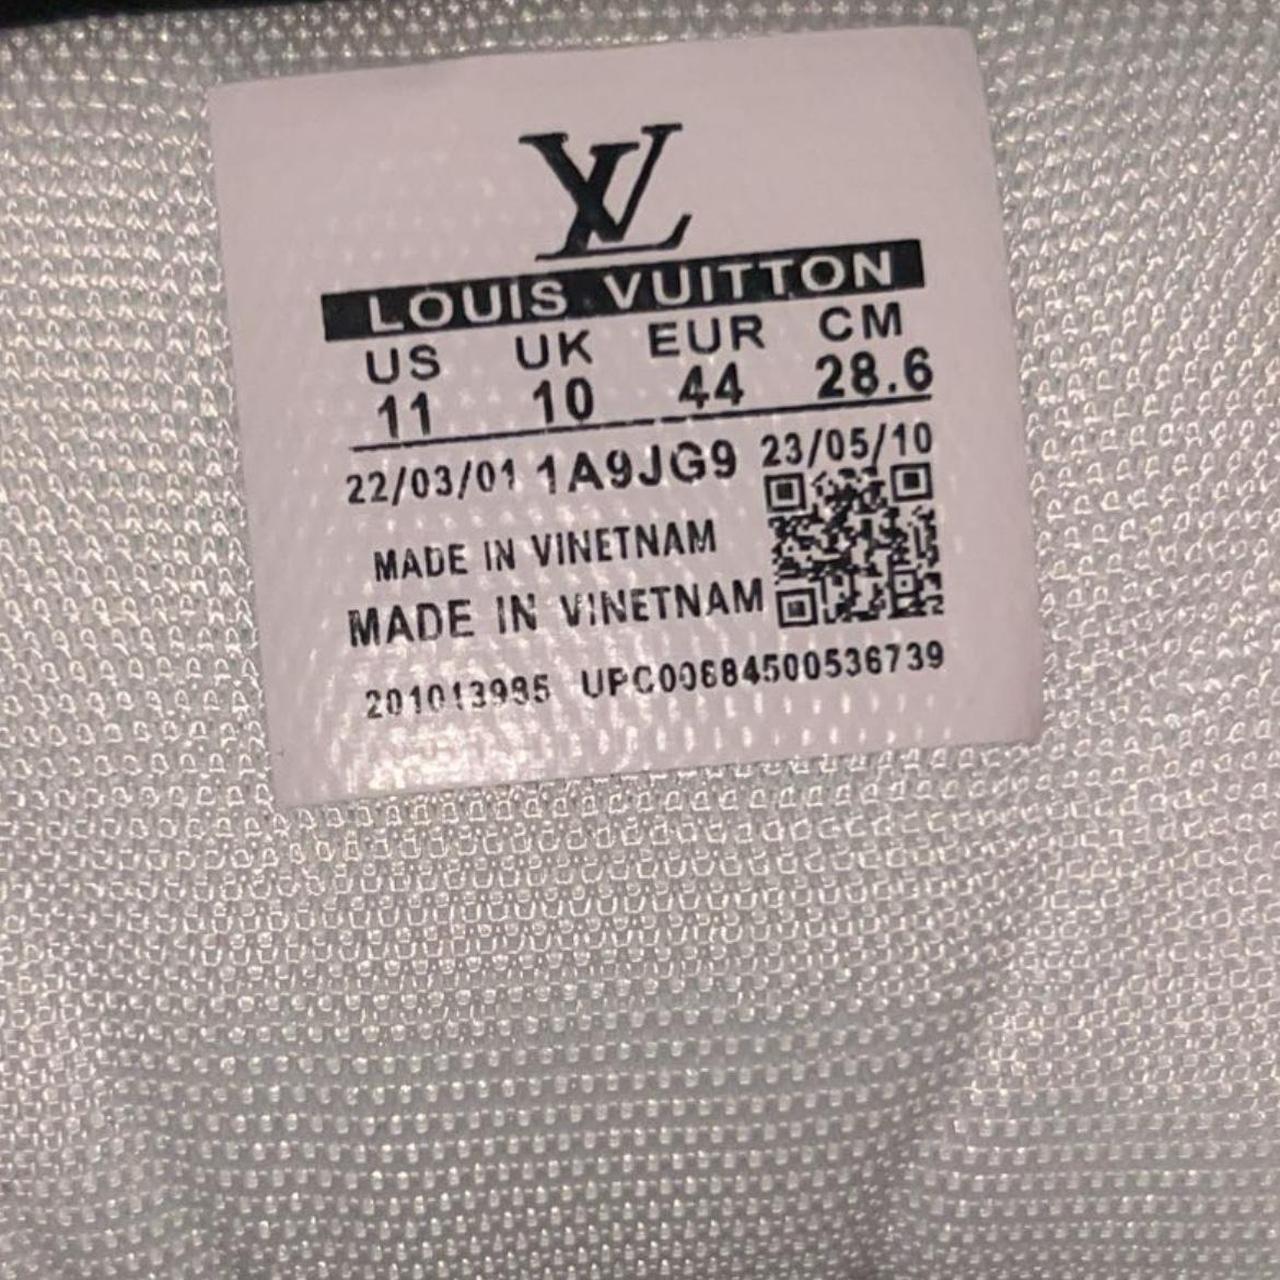 LV
LOUIS VUITTON
US UK EUR CM
11 10 44 28.6
22/03/01 1A9JG9 23/05/10
MADE IN VINETNAM
MADE IN VINETNAM
201013995 UPC00684500536739